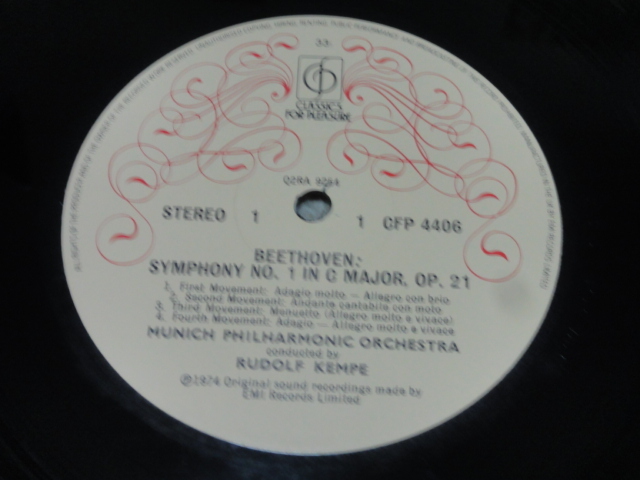 33
CLASSICS
FOR PLEASURE
STEREO 1 1 CFP 4406
BEETHOVEN:
SYMPHONY NO. 1 IN C MAJOR, OP. 21
1. First Movement: Adagio molto — Allegro con brio
2. Second Movement: Andante cantabile con moto
3. Third Movement: Menuetto (Allegro molto e vivace)
4. Fourth Movement: Adagio — Allegro molto e vivace
MUNICH PHILHARMONIC ORCHESTRA
conducted by
RUDOLF KEMPE
℗1974 Original sound recordings made by
EMI Records Limited